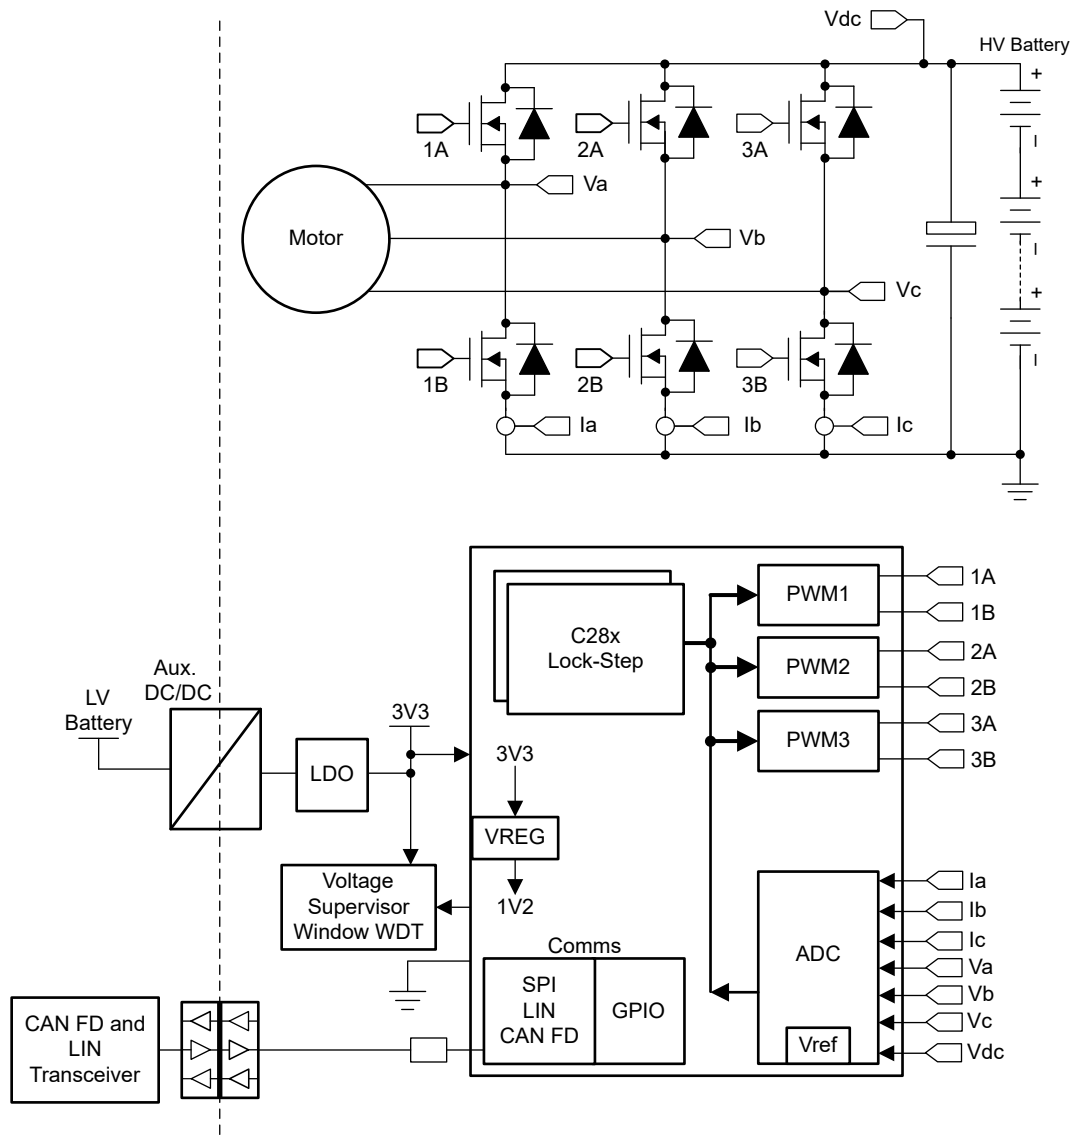 Vdc
HV Battery
+
1A
2A
3A
Va
+
Motor
Vb
Vc
+
1B
2B
3B
Ia
Ib
Ic
C28x
Lock-Step
PWM1
1A
1B
PWM2
2A
2B
PWM3
3A
3B
Aux.
DC/DC
LV
Battery
3V3
LDO
3V3
VREG
1V2
Voltage
Supervisor
Window WDT
Comms
SPI
LIN
CAN FD
GPIO
ADC
Vref
Ia
Ib
Ic
Va
Vb
Vc
Vdc
CAN FD and
LIN
Transceiver